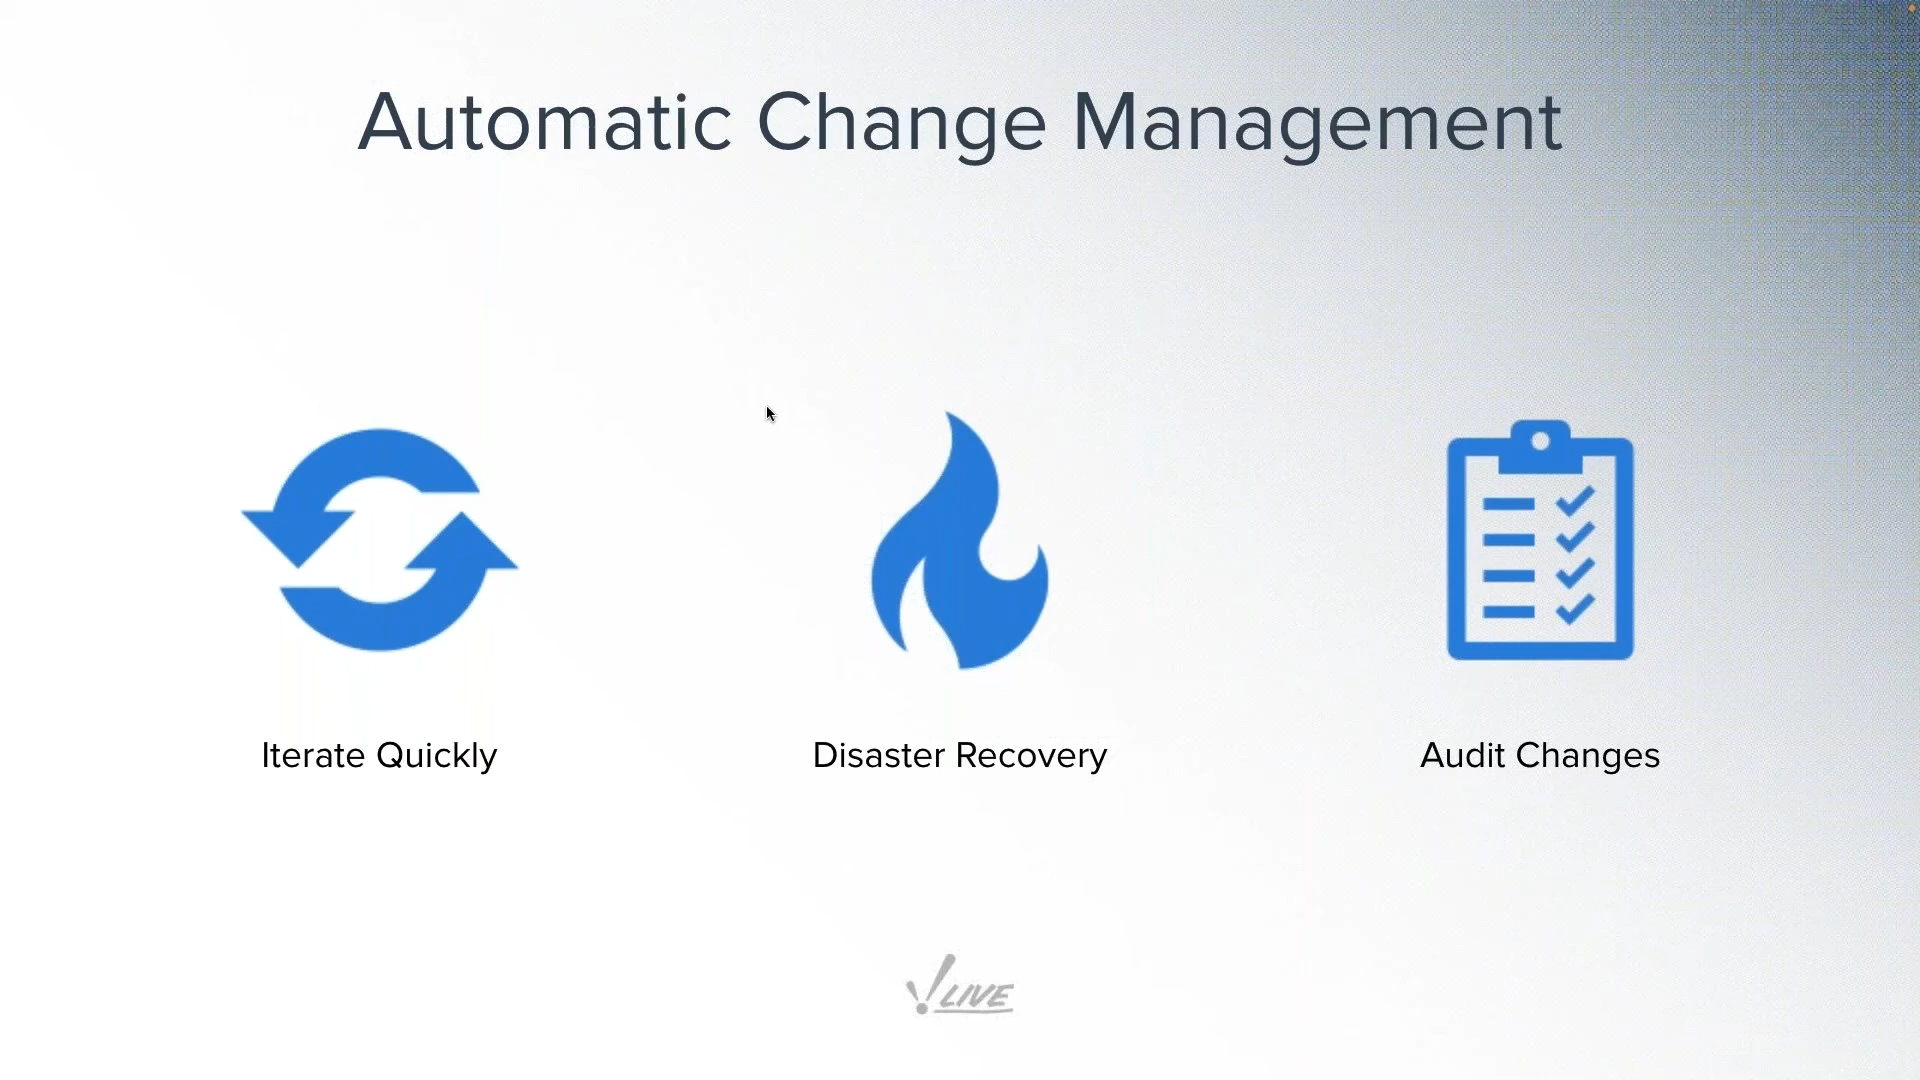 Automatic Change Management
Iterate Quickly
Disaster Recovery
Audit Changes
LIVE